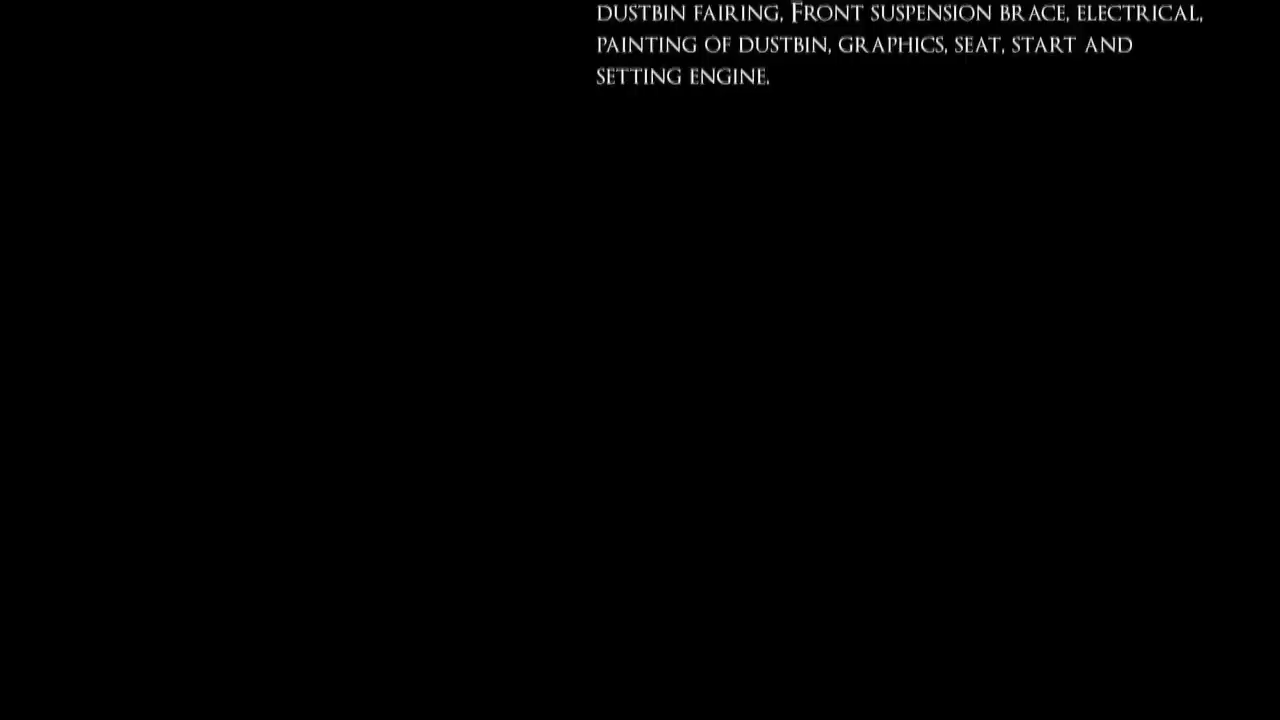 DUSTBIN FAIRING, FRONT SUSPENSION BRACE, ELECTRICAL,
PAINTING OF DUSTBIN, GRAPHICS, SEAT, START AND
SETTING ENGINE.